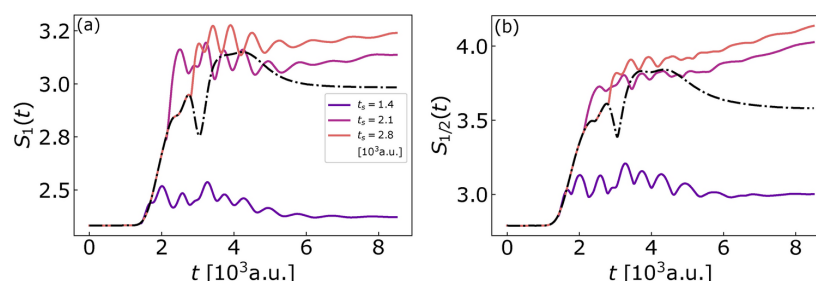 (a)
3.2
3.0
2.8
2.5
S₁(t)
tₛ = 1.4
tₛ = 2.1
tₛ = 2.8
[10³a.u.]
0 2 4 6 8
t [10³a.u.]
(b)
4.0
3.5
3.0
S₁/₂(t)
0 2 4 6 8
t [10³a.u.]